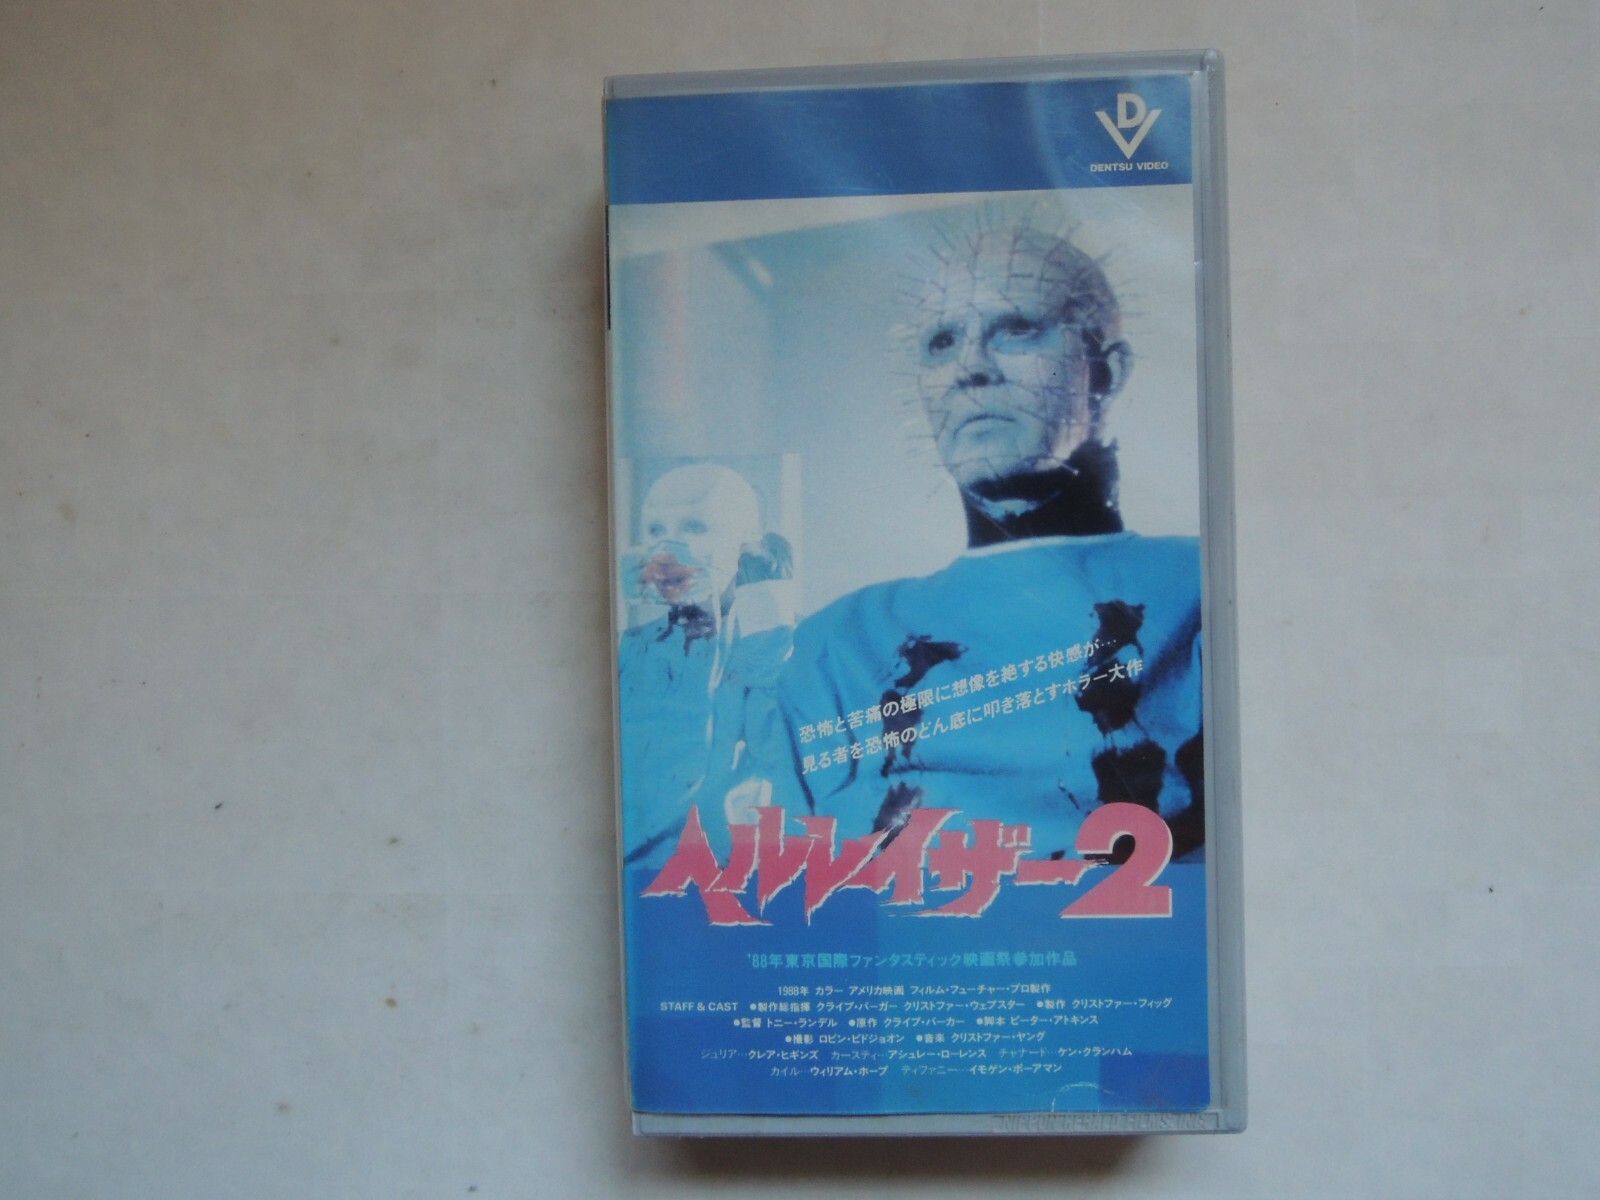 D
V
DENTSU VIDEO
恐怖と苦痛の極限に想像を絶する快感が…
見る者を恐怖のどん底に叩き落とすホラー大作
ヘルレイザー2
'88年東京国際ファンタスティック映画祭参加作品
1988年 カラー アメリカ映画 フィルム・フューチャー・プロ製作
STAFF & CAST ●製作総指揮 クライブ・バーガー クリストファー・ウェブスター ●製作 クリストファー・フィッグ
●監督 トニー・ランデル ●原作 クライブ・バーカー ●脚本 ピーター・アトキンス
●撮影 ロビン・ビドジョオン ●音楽 クリストファー・ヤング
ジュリア…クレア・ヒギンズ カースティ…アシュレー・ローレンス チャナード…ケン・クランハム
カイル…ウィリアム・ホープ ティファニー…イモゲン・ボーアマン
NIPPON HERALD FILMS, INC.